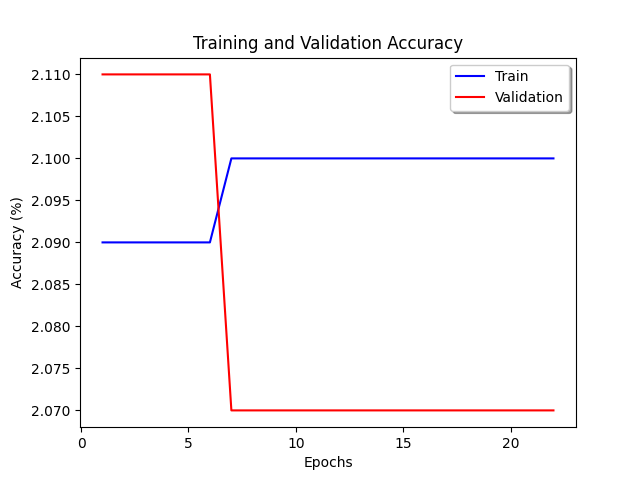 Training and Validation Accuracy
Train
Validation
Accuracy (%)
2.110
2.105
2.100
2.095
2.090
2.085
2.080
2.075
2.070
0 5 10 15 20
Epochs